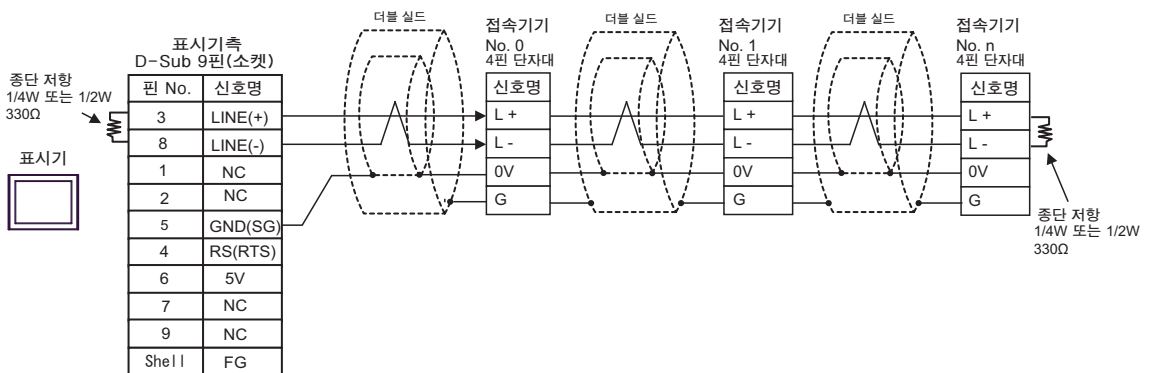 더블 실드
더블 실드
더블 실드
표시기측
D-Sub 9핀(소켓)
접속기기
No. 0
4핀 단자대
접속기기
No. 1
4핀 단자대
접속기기
No. n
4핀 단자대
종단 저항
1/4W 또는 1/2W
330Ω
표시기
핀 No. 신호명
3 LINE(+)
8 LINE(-)
1 NC
2 NC
5 GND(SG)
4 RS(RTS)
6 5V
7 NC
9 NC
Shell FG
신호명
L +
L -
0V
G
신호명
L +
L -
0V
G
신호명
L +
L -
0V
G
종단 저항
1/4W 또는 1/2W
330Ω